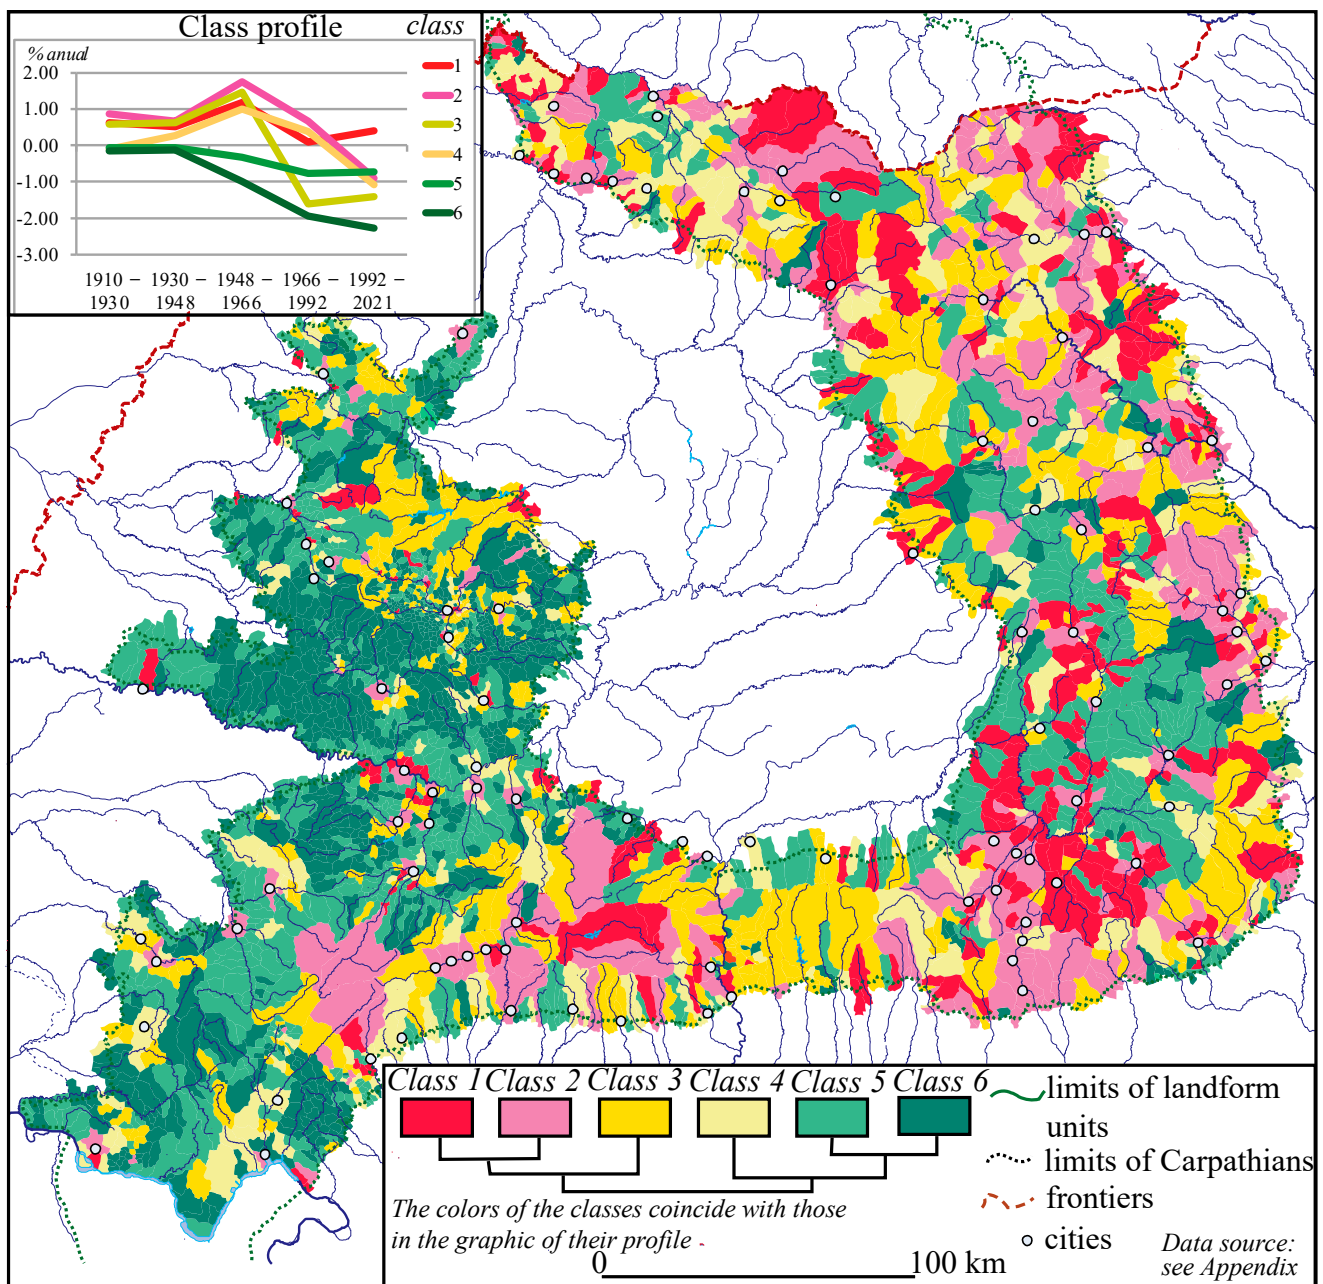 Class profile
class
% anual
2.00
1.00
0.00
-1.00
-2.00
-3.00
1
2
3
4
5
6
1910 – 1930 – 1948 – 1966 – 1992 –
1930 1948 1966 1992 2021
Class 1 Class 2 Class 3 Class 4 Class 5 Class 6
The colors of the classes coincide with those
in the graphic of their profile
0 100 km
limits of landform
units
limits of Carpathians
frontiers
cities
Data source:
see Appendix